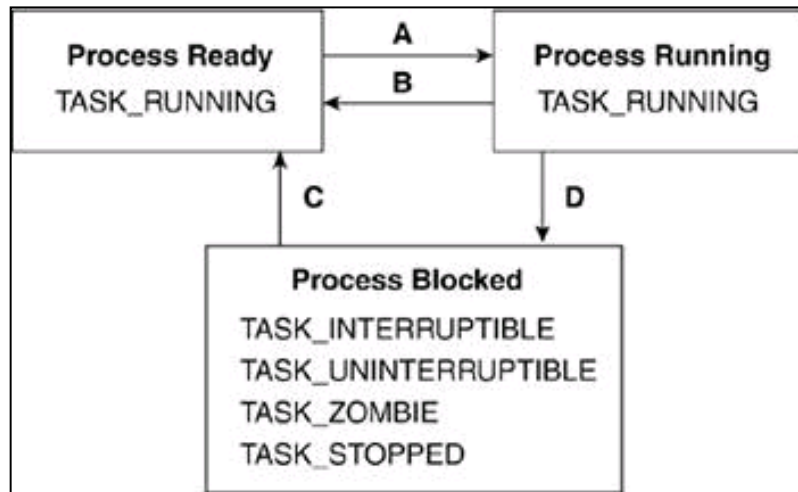 Process Ready
TASK_RUNNING
A
B
Process Running
TASK_RUNNING
C
D
Process Blocked
TASK_INTERRUPTIBLE
TASK_UNINTERRUPTIBLE
TASK_ZOMBIE
TASK_STOPPED